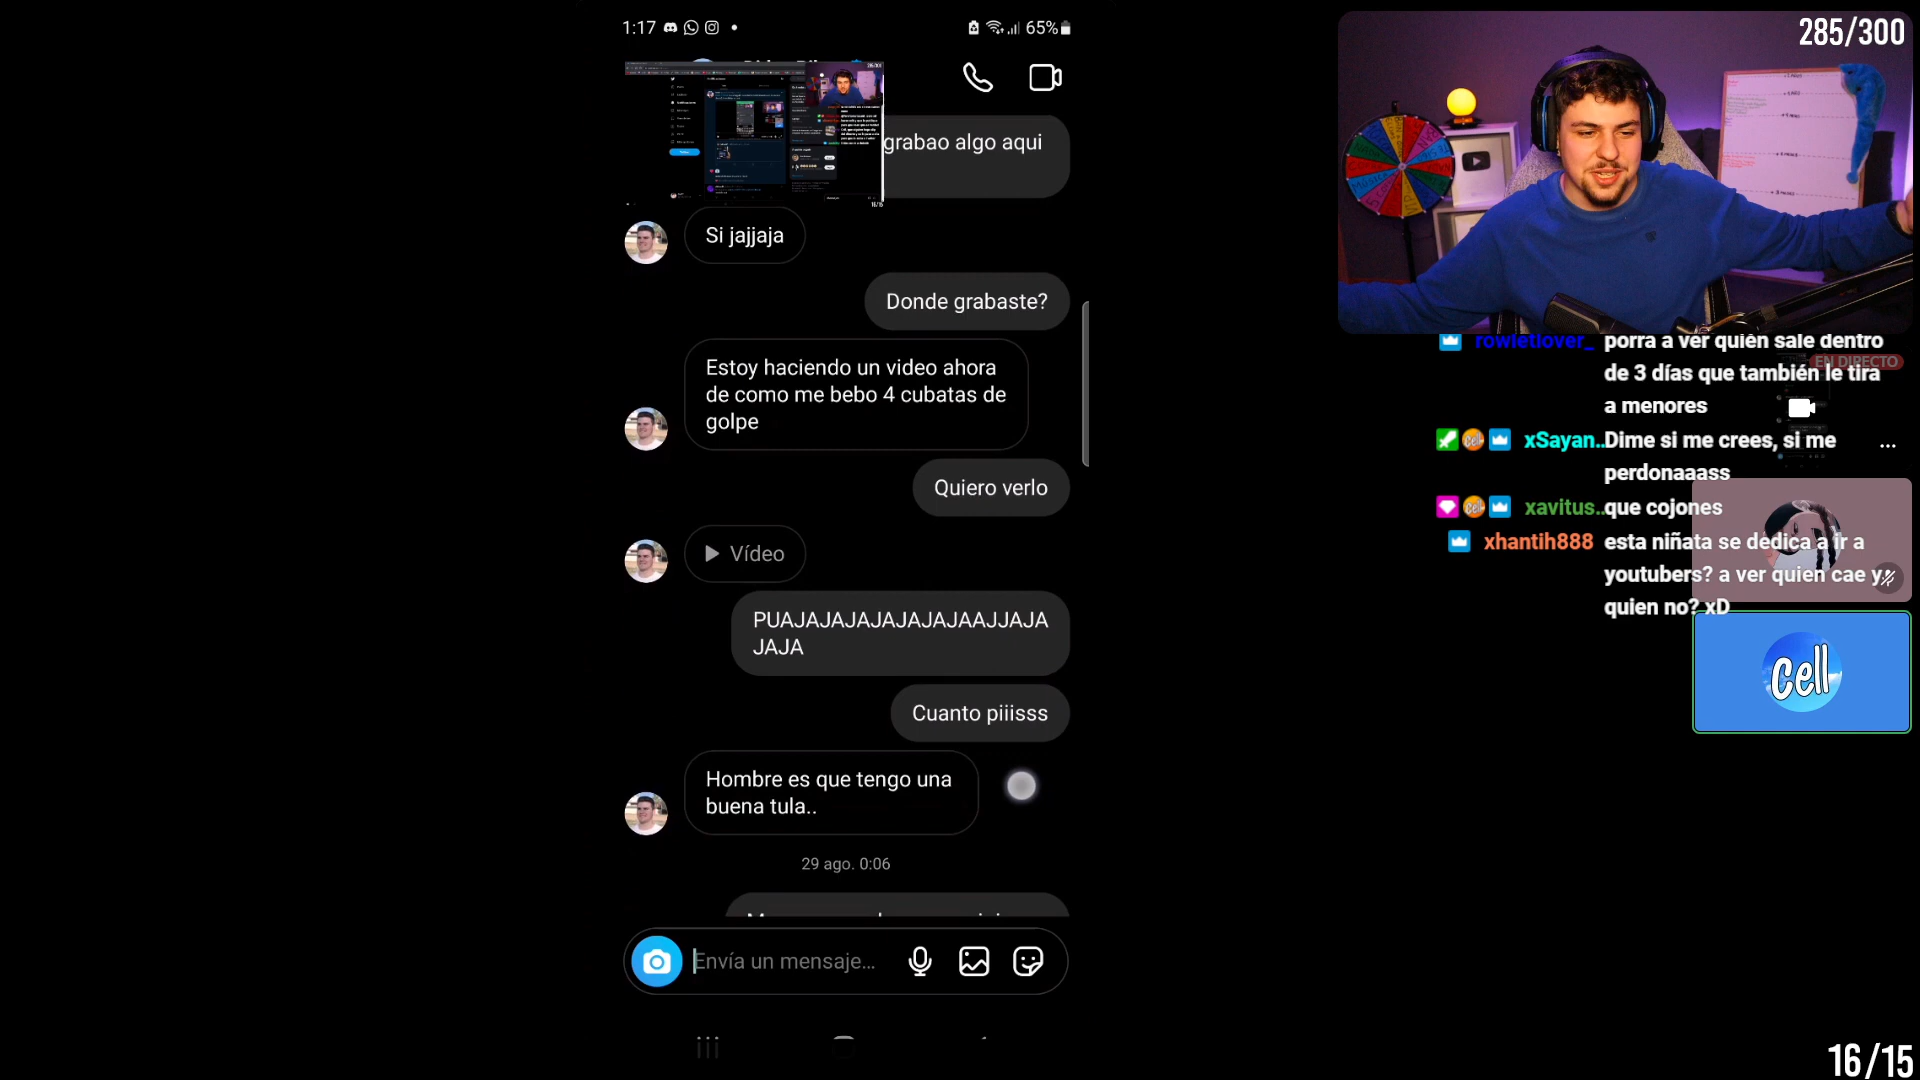 1:17
65%
285/300
grabao algo aqui
Si jajjaja
Donde grabaste?
Estoy haciendo un video ahora
de como me bebo 4 cubatas de
golpe
Quiero verlo
Vídeo
PUAJAJAJAJAJAJAJAAJJAJA
JAJA
Cuanto piiisss
Hombre es que tengo una
buena tula..
29 ago. 0:06
Envía un mensaje...
rowletlover_ porra a ver quién sale dentro
de 3 días que también le tira
a menores
EN DIRECTO
xSayan.. Dime si me crees, si me
perdonaaass
xavitus.. que cojones
xhantih888 esta niñata se dedica a ir a
youtubers? a ver quien cae y
quien no? xD
cell
16/15